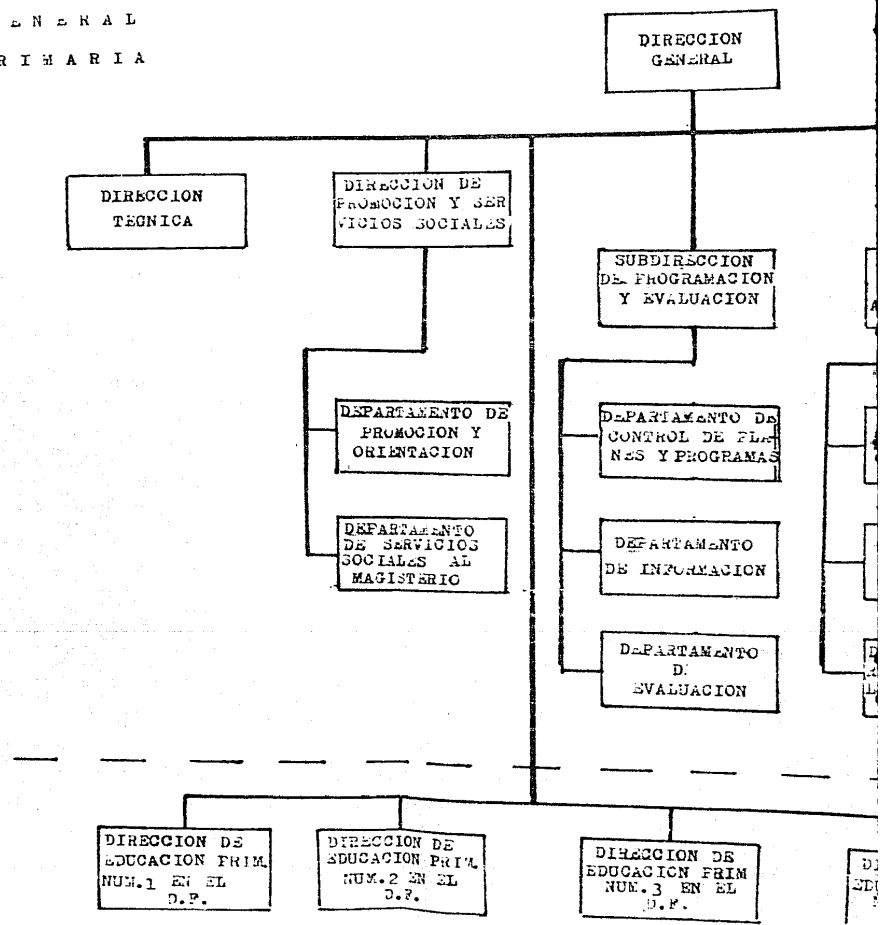 E N E R A L
R I M A R I A
DIRECCION
GENERAL
DIRECCION
TECNICA
DIRECCION DE
PROMOCION Y SER
VICIOS SOCIALES
SUBDIRECCION
DE PROGRAMACION
Y EVALUACION
A
DEPARTAMENTO DE
PROMOCION Y
ORIENTACION
DEPARTAMENTO DE
CONTROL DE PLA
NES Y PROGRAMAS
DEPARTAMENTO
DE SERVICIOS
SOCIALES AL
MAGISTERIO
DEPARTAMENTO
DE INFORMACION
DEPARTAMENTO
D.
EVALUACION
D
R
E
DIRECCION DE
EDUCACION PRIM.
NUM.1 EN EL
D.F.
DIRECCION DE
EDUCACION PRIM.
NUM.2 EN EL
D.F.
DIRECCION DE
EDUCACION PRIM
NUM.3 EN EL
D.F.
DI
EDU
N